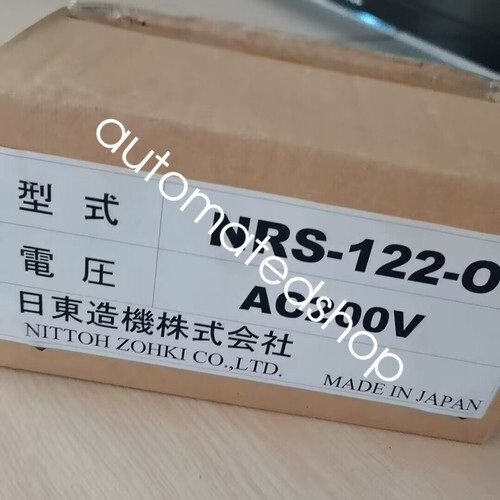 型式 NRS-122-O
電圧 AC200V
日東造機株式会社
NITTOH ZOHKI CO.,LTD. MADE IN JAPAN
automatedshop